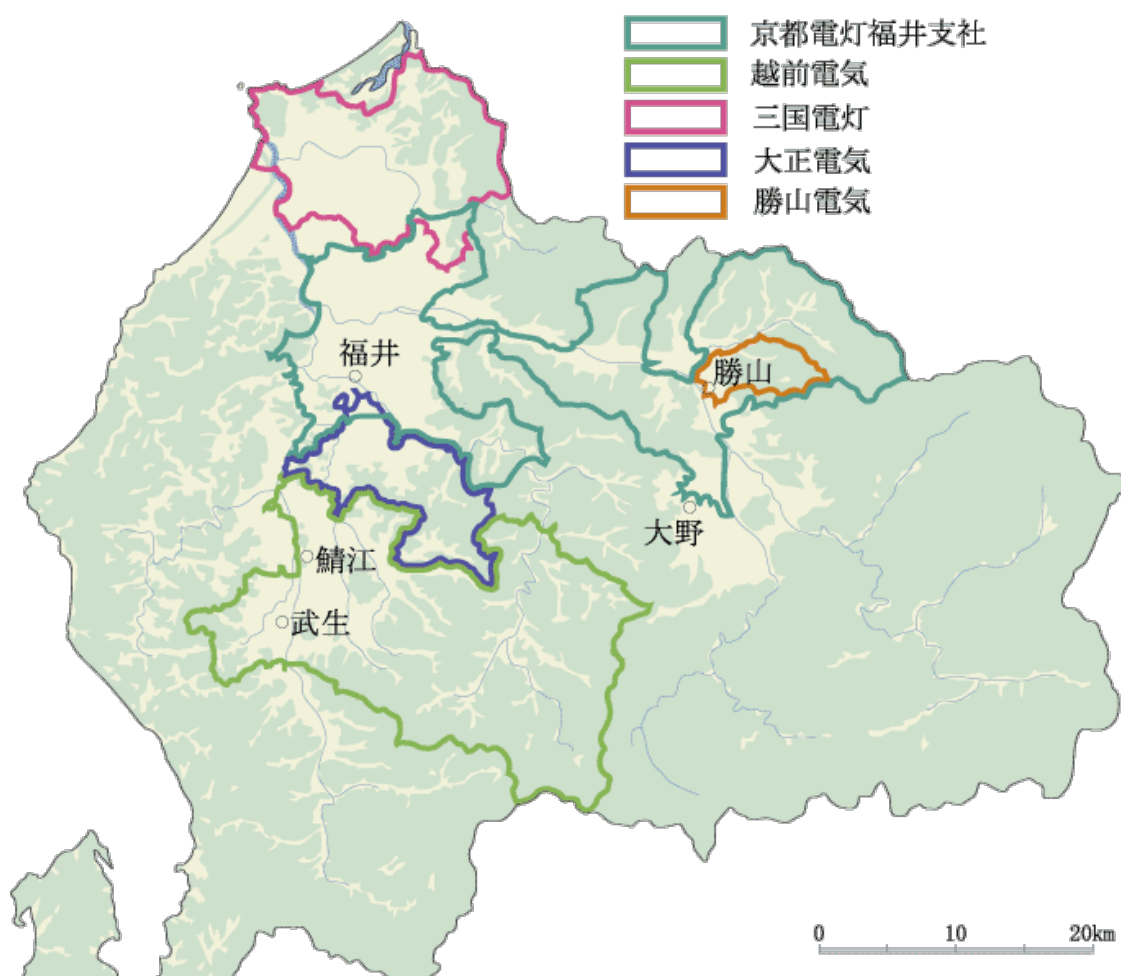 京都電灯福井支社
越前電気
三国電灯
大正電気
勝山電気
福井
勝山
大野
鯖江
武生
0 10 20km